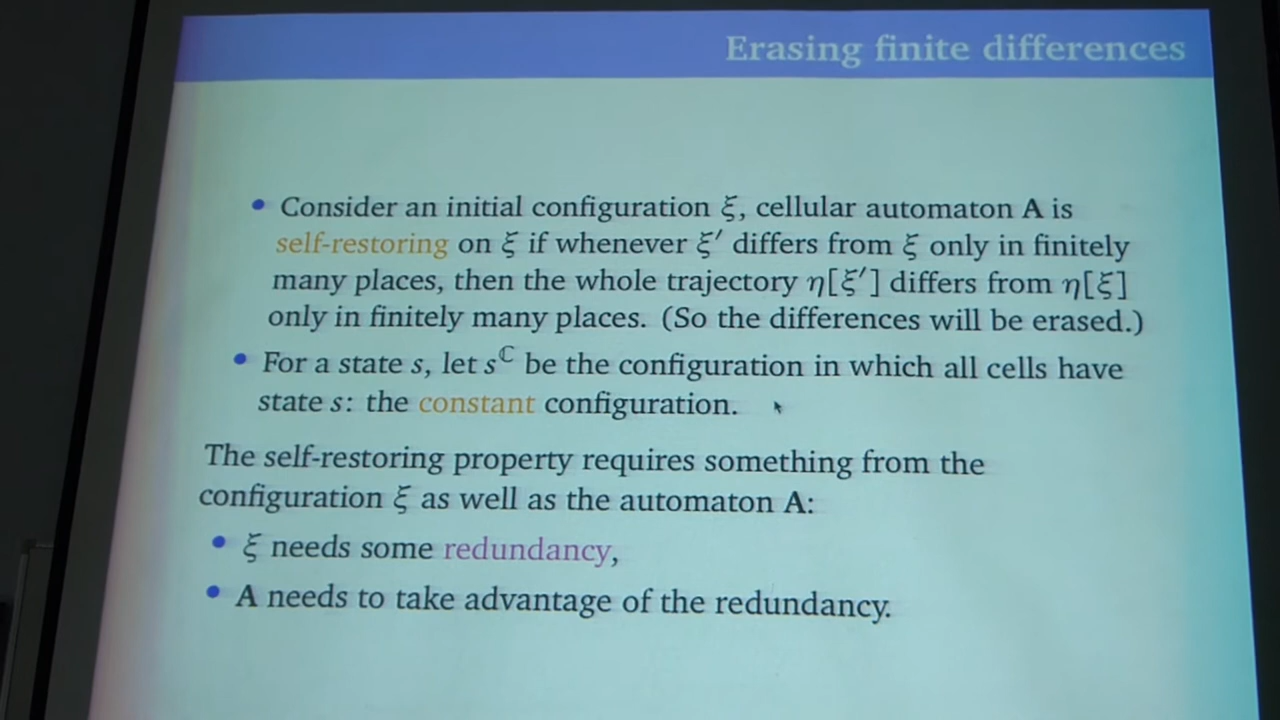 Erasing finite differences
• Consider an initial configuration ξ, cellular automaton A is
self-restoring on ξ if whenever ξ′ differs from ξ only in finitely
many places, then the whole trajectory η[ξ′] differs from η[ξ]
only in finitely many places. (So the differences will be erased.)
• For a state s, let s^ℂ be the configuration in which all cells have
state s: the constant configuration.
The self-restoring property requires something from the
configuration ξ as well as the automaton A:
• ξ needs some redundancy,
• A needs to take advantage of the redundancy.